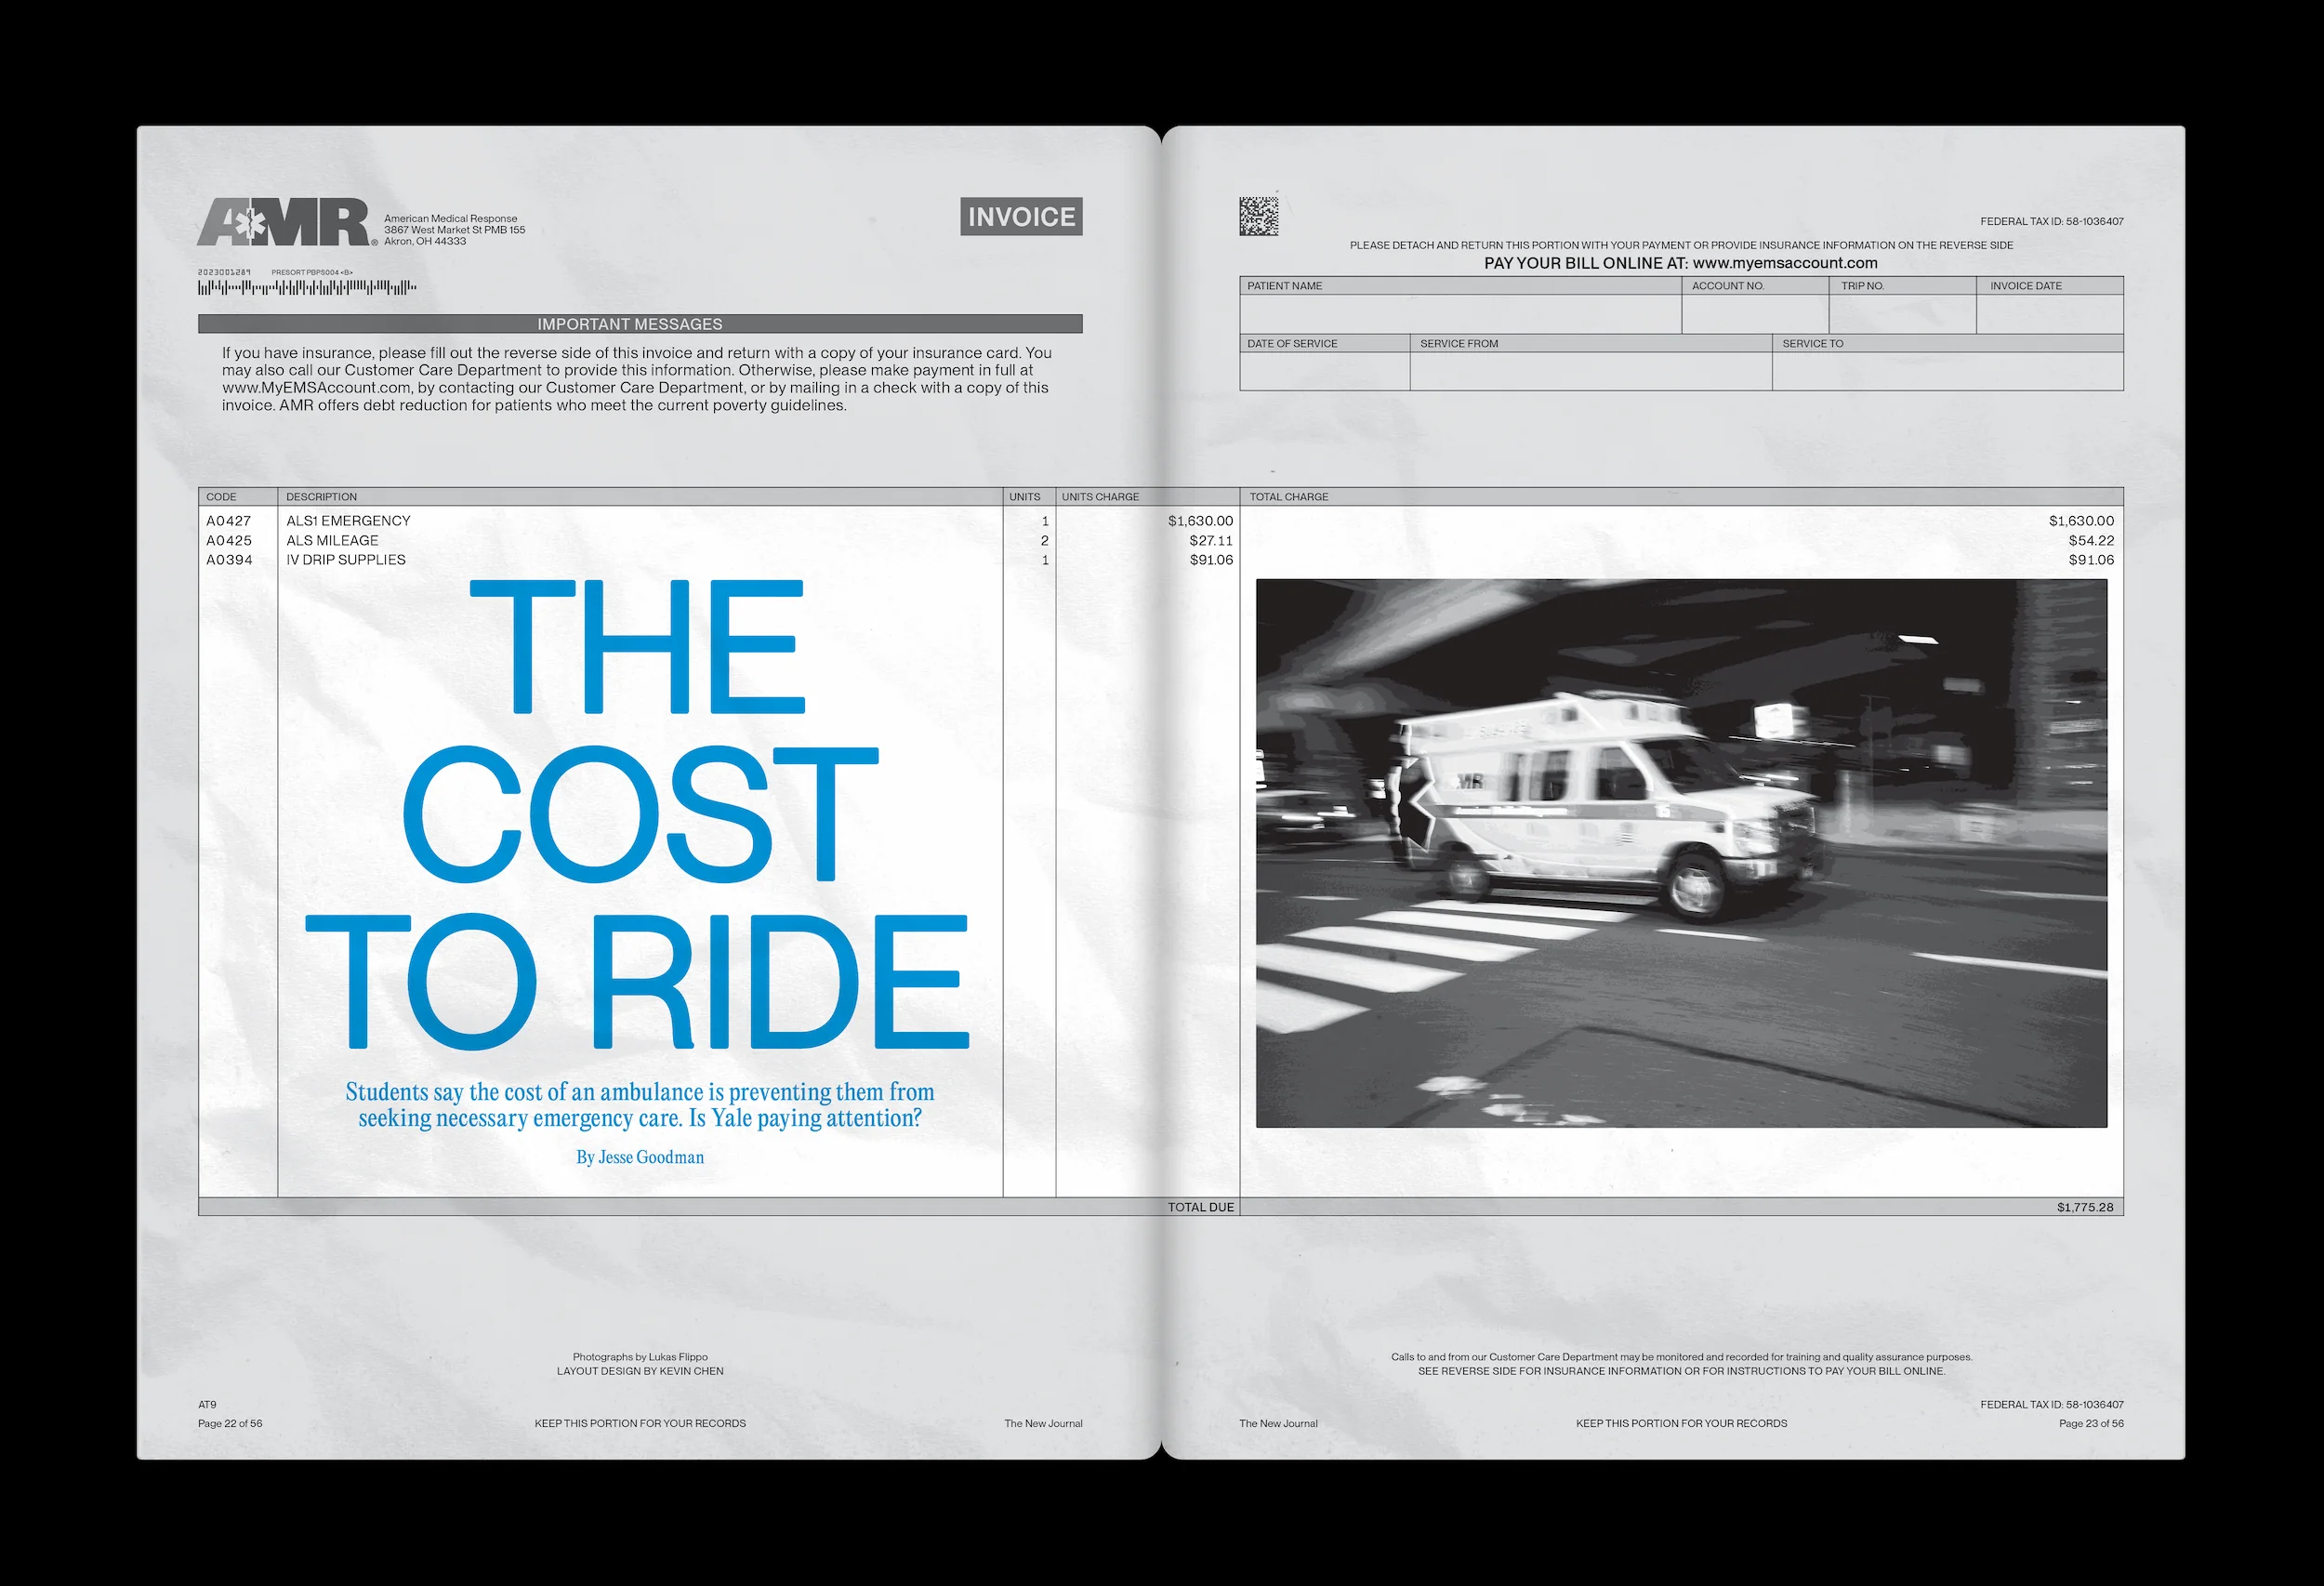 AMR®
American Medical Response
3867 West Market St PMB 155
Akron, OH 44333
INVOICE
2023001289 PRESORT PBPS004 <B>
IMPORTANT MESSAGES
If you have insurance, please fill out the reverse side of this invoice and return with a copy of your insurance card. You
may also call our Customer Care Department to provide this information. Otherwise, please make payment in full at
www.MyEMSAccount.com, by contacting our Customer Care Department, or by mailing in a check with a copy of this
invoice. AMR offers debt reduction for patients who meet the current poverty guidelines.
FEDERAL TAX ID: 58-1036407
PLEASE DETACH AND RETURN THIS PORTION WITH YOUR PAYMENT OR PROVIDE INSURANCE INFORMATION ON THE REVERSE SIDE
PAY YOUR BILL ONLINE AT: www.myemsaccount.com
PATIENT NAME ACCOUNT NO. TRIP NO. INVOICE DATE
DATE OF SERVICE SERVICE FROM SERVICE TO
CODE DESCRIPTION UNITS UNITS CHARGE TOTAL CHARGE
A0427 ALS1 EMERGENCY 1 $1,630.00 $1,630.00
A0425 ALS MILEAGE 2 $27.11 $54.22
A0394 IV DRIP SUPPLIES 1 $91.06 $91.06
THE
COST
TO RIDE
Students say the cost of an ambulance is preventing them from
seeking necessary emergency care. Is Yale paying attention?
By Jesse Goodman
MR
TOTAL DUE $1,775.28
Photographs by Lukas Flippo
LAYOUT DESIGN BY KEVIN CHEN
AT9
Page 22 of 56 KEEP THIS PORTION FOR YOUR RECORDS The New Journal
Calls to and from our Customer Care Department may be monitored and recorded for training and quality assurance purposes.
SEE REVERSE SIDE FOR INSURANCE INFORMATION OR FOR INSTRUCTIONS TO PAY YOUR BILL ONLINE.
FEDERAL TAX ID: 58-1036407
The New Journal KEEP THIS PORTION FOR YOUR RECORDS Page 23 of 56